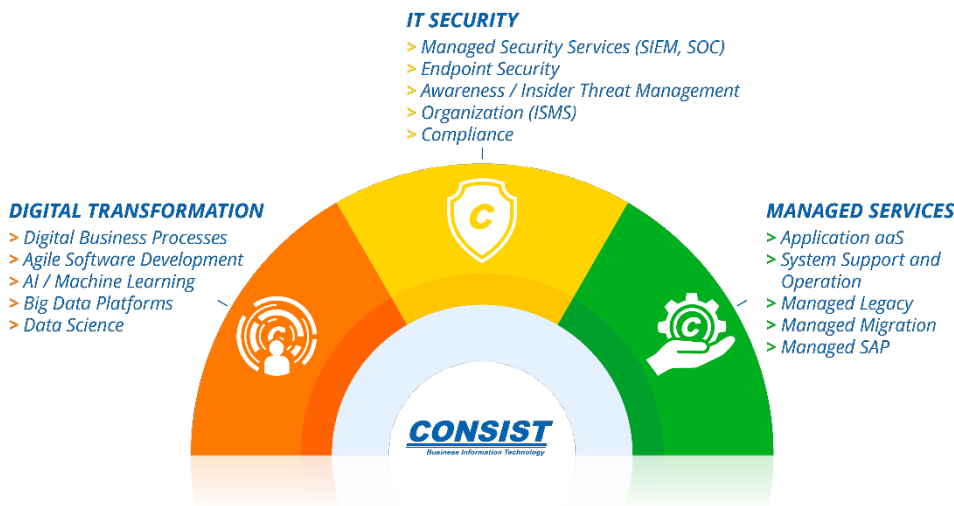 IT SECURITY
> Managed Security Services (SIEM, SOC)
> Endpoint Security
> Awareness / Insider Threat Management
> Organization (ISMS)
> Compliance
DIGITAL TRANSFORMATION
> Digital Business Processes
> Agile Software Development
> AI / Machine Learning
> Big Data Platforms
> Data Science
MANAGED SERVICES
> Application aaS
> System Support and
Operation
> Managed Legacy
> Managed Migration
> Managed SAP
C
C
C
CONSIST
Business Information Technology